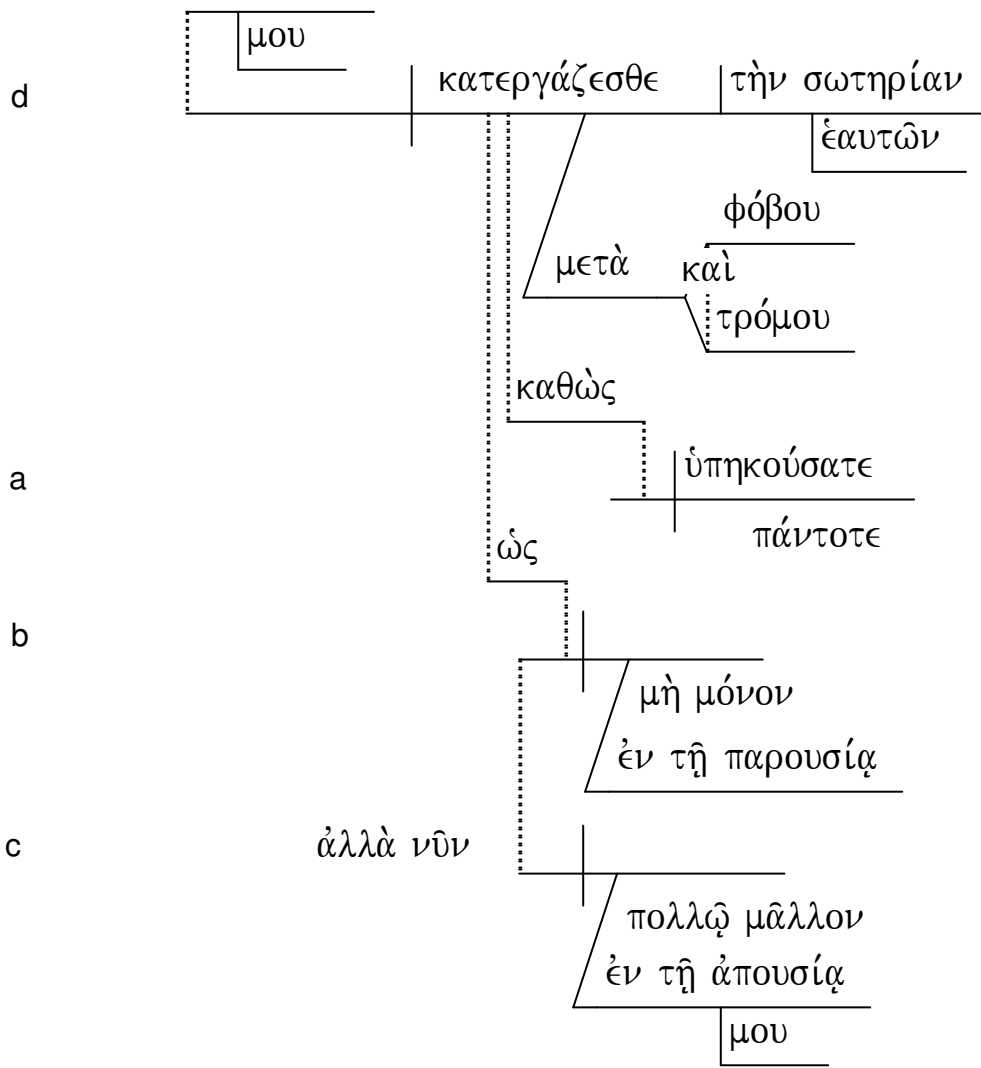 μου
d κατεργάζεσθε τὴν σωτηρίαν
ἑαυτῶν
φόβου
μετὰ καὶ
τρόμου
καθὼς
a ὑπηκούσατε
πάντοτε
ὡς
b
μὴ μόνον
ἐν τῇ παρουσίᾳ
c ἀλλὰ νῦν
πολλῷ μᾶλλον
ἐν τῇ ἀπουσίᾳ
μου